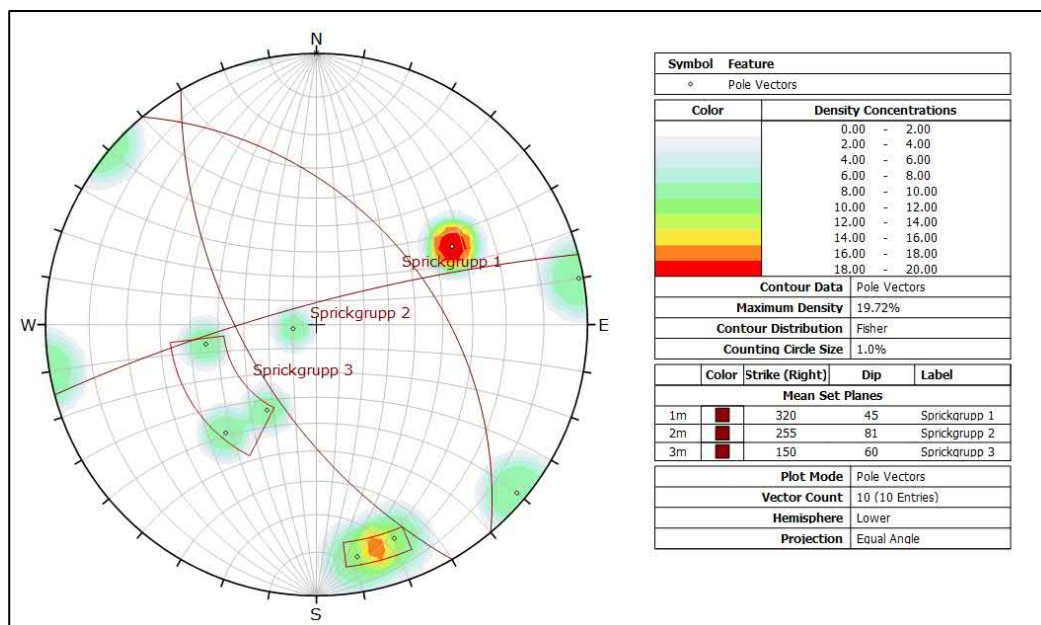 N
W
E
S
Sprickgrupp 1
Sprickgrupp 2
Sprickgrupp 3
Symbol Feature
Pole Vectors
Color Density Concentrations
0.00 - 2.00
2.00 - 4.00
4.00 - 6.00
6.00 - 8.00
8.00 - 10.00
10.00 - 12.00
12.00 - 14.00
14.00 - 16.00
16.00 - 18.00
18.00 - 20.00
Contour Data Pole Vectors
Maximum Density 19.72%
Contour Distribution Fisher
Counting Circle Size 1.0%
Color Strike (Right) Dip Label
Mean Set Planes
1m 320 45 Sprickgrupp 1
2m 255 81 Sprickgrupp 2
3m 150 60 Sprickgrupp 3
Plot Mode Pole Vectors
Vector Count 10 (10 Entries)
Hemisphere Lower
Projection Equal Angle